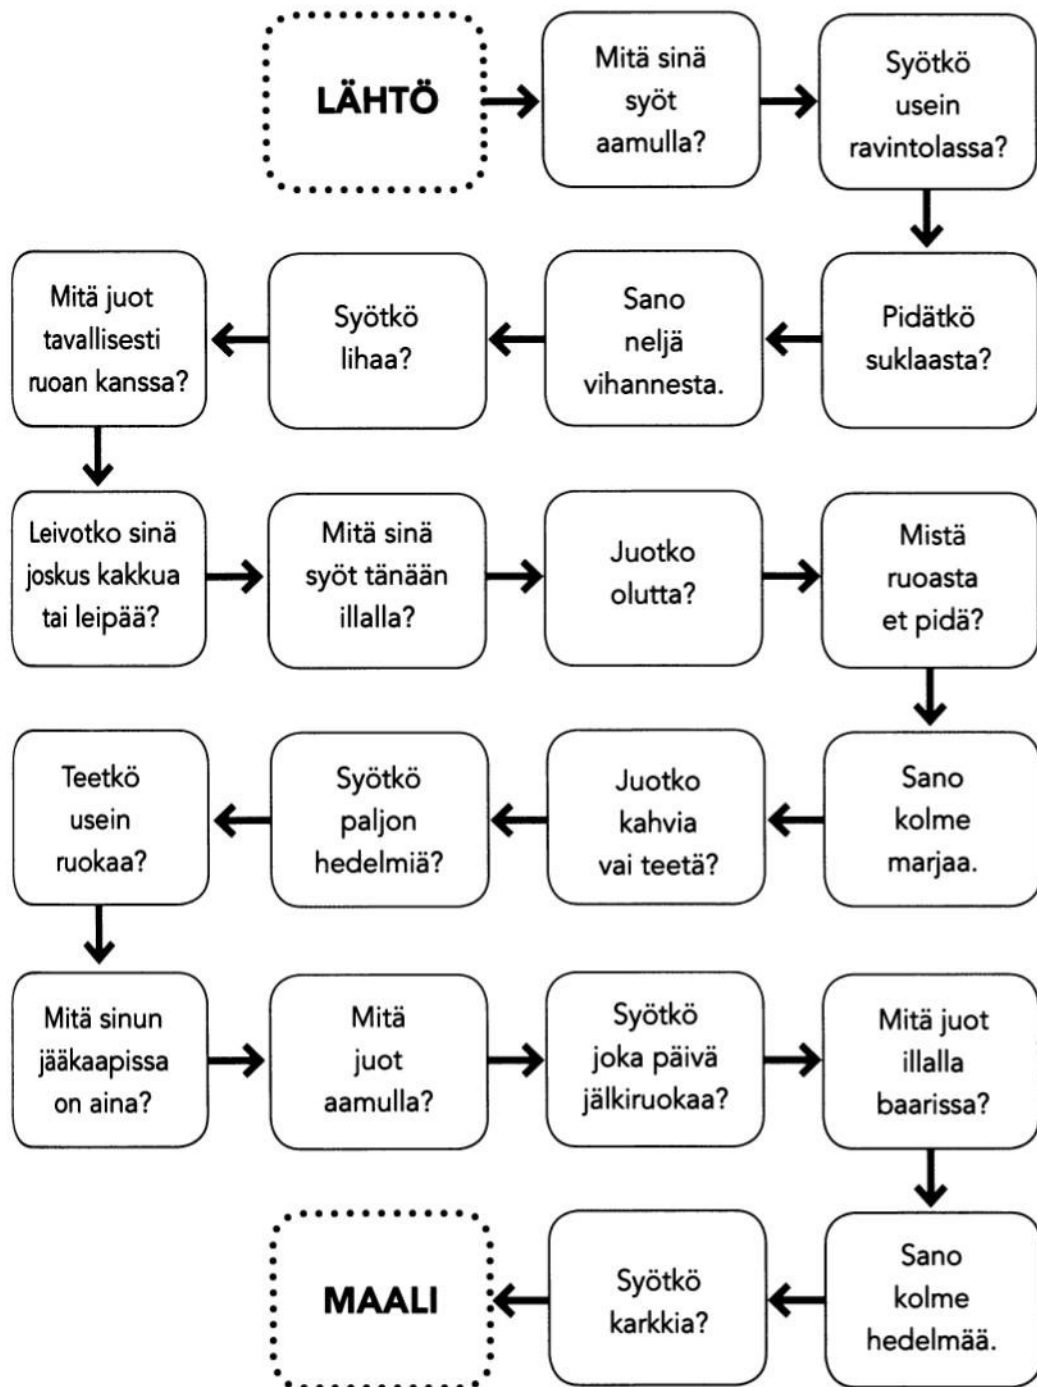 LÄHTÖ
Mitä sinä
syöt
aamulla?
Syötkö
usein
ravintolassa?
Pidätkö
suklaasta?
Sano
neljä
vihannesta.
Syötkö
lihaa?
Mitä juot
tavallisesti
ruoan kanssa?
Leivotko sinä
joskus kakkua
tai leipää?
Mitä sinä
syöt tänään
illalla?
Juotko
olutta?
Mistä
ruoasta
et pidä?
Sano
kolme
marjaa.
Juotko
kahvia
vai teetä?
Syötkö
paljon
hedelmiä?
Teetkö
usein
ruokaa?
Mitä sinun
jääkaapissa
on aina?
Mitä
juot
aamulla?
Syötkö
joka päivä
jälkiruokaa?
Mitä juot
illalla
baarissa?
Sano
kolme
hedelmää.
Syötkö
karkkia?
MAALI